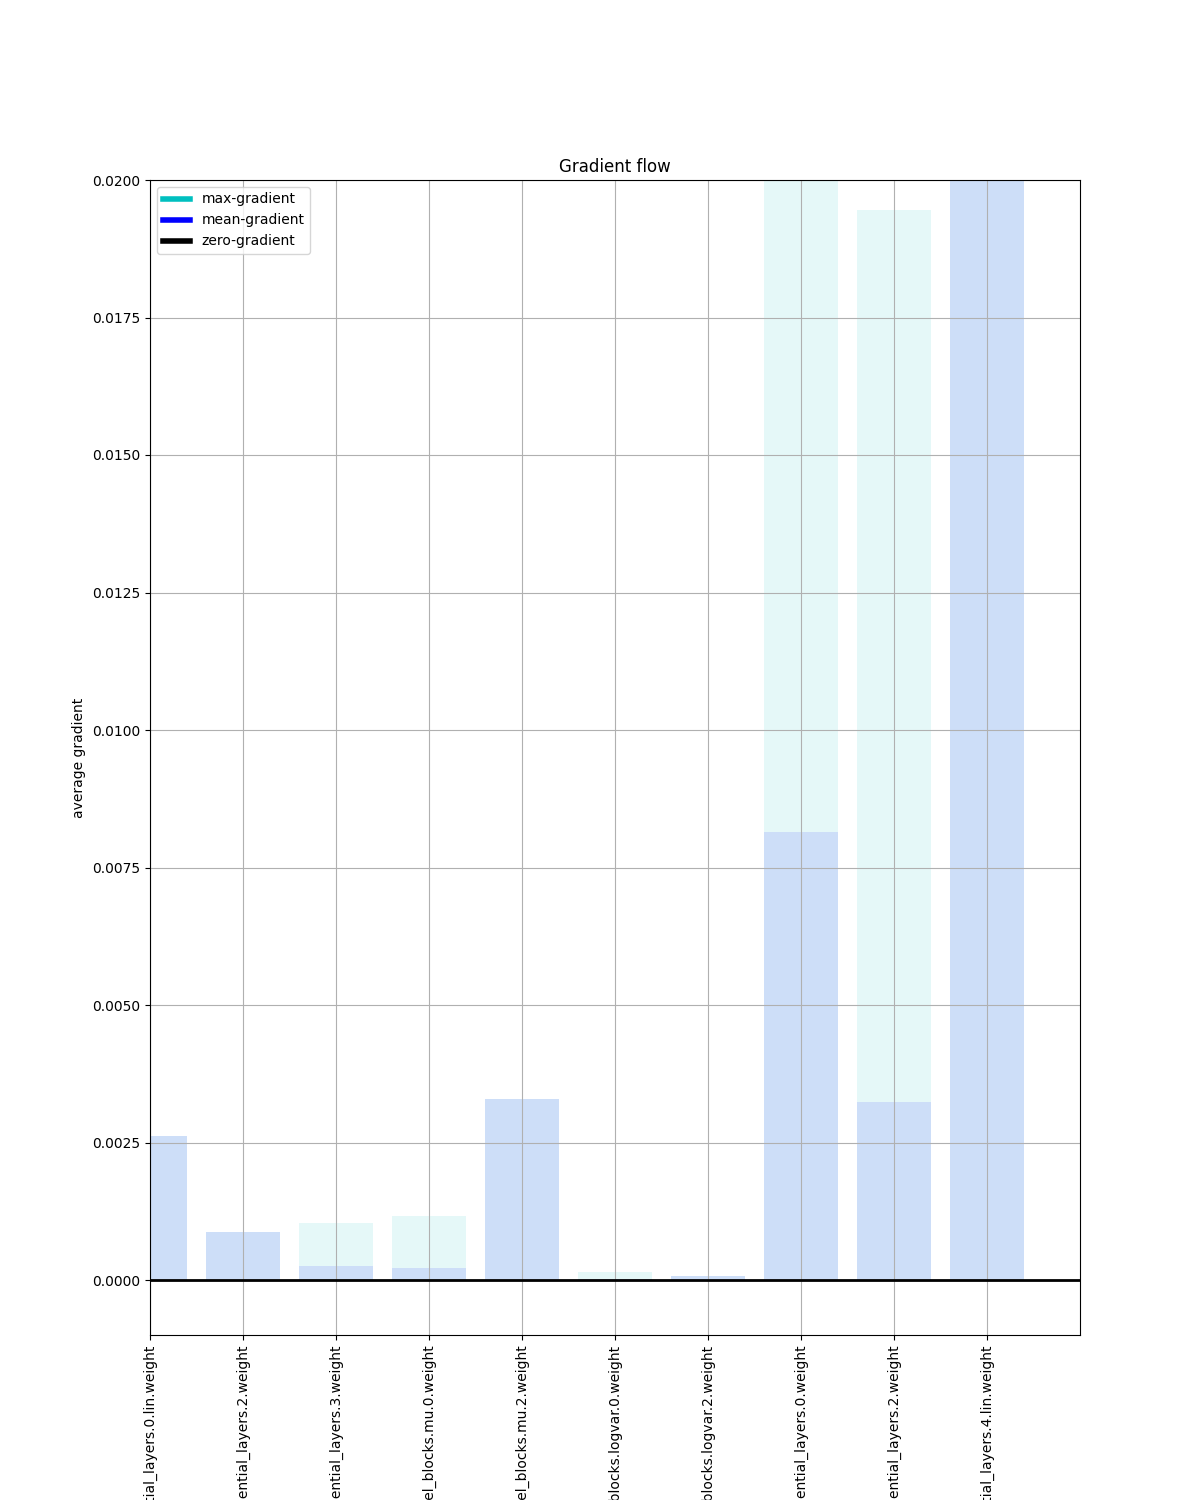 Gradient flow
max-gradient
mean-gradient
zero-gradient
0.0200
0.0175
0.0150
0.0125
0.0100
0.0075
0.0050
0.0025
0.0000
average gradient
tial_layers.0.lin.weight
ential_layers.2.weight
ential_layers.3.weight
el_blocks.mu.0.weight
el_blocks.mu.2.weight
blocks.logvar.0.weight
blocks.logvar.2.weight
ential_layers.0.weight
ential_layers.2.weight
tial_layers.4.lin.weight